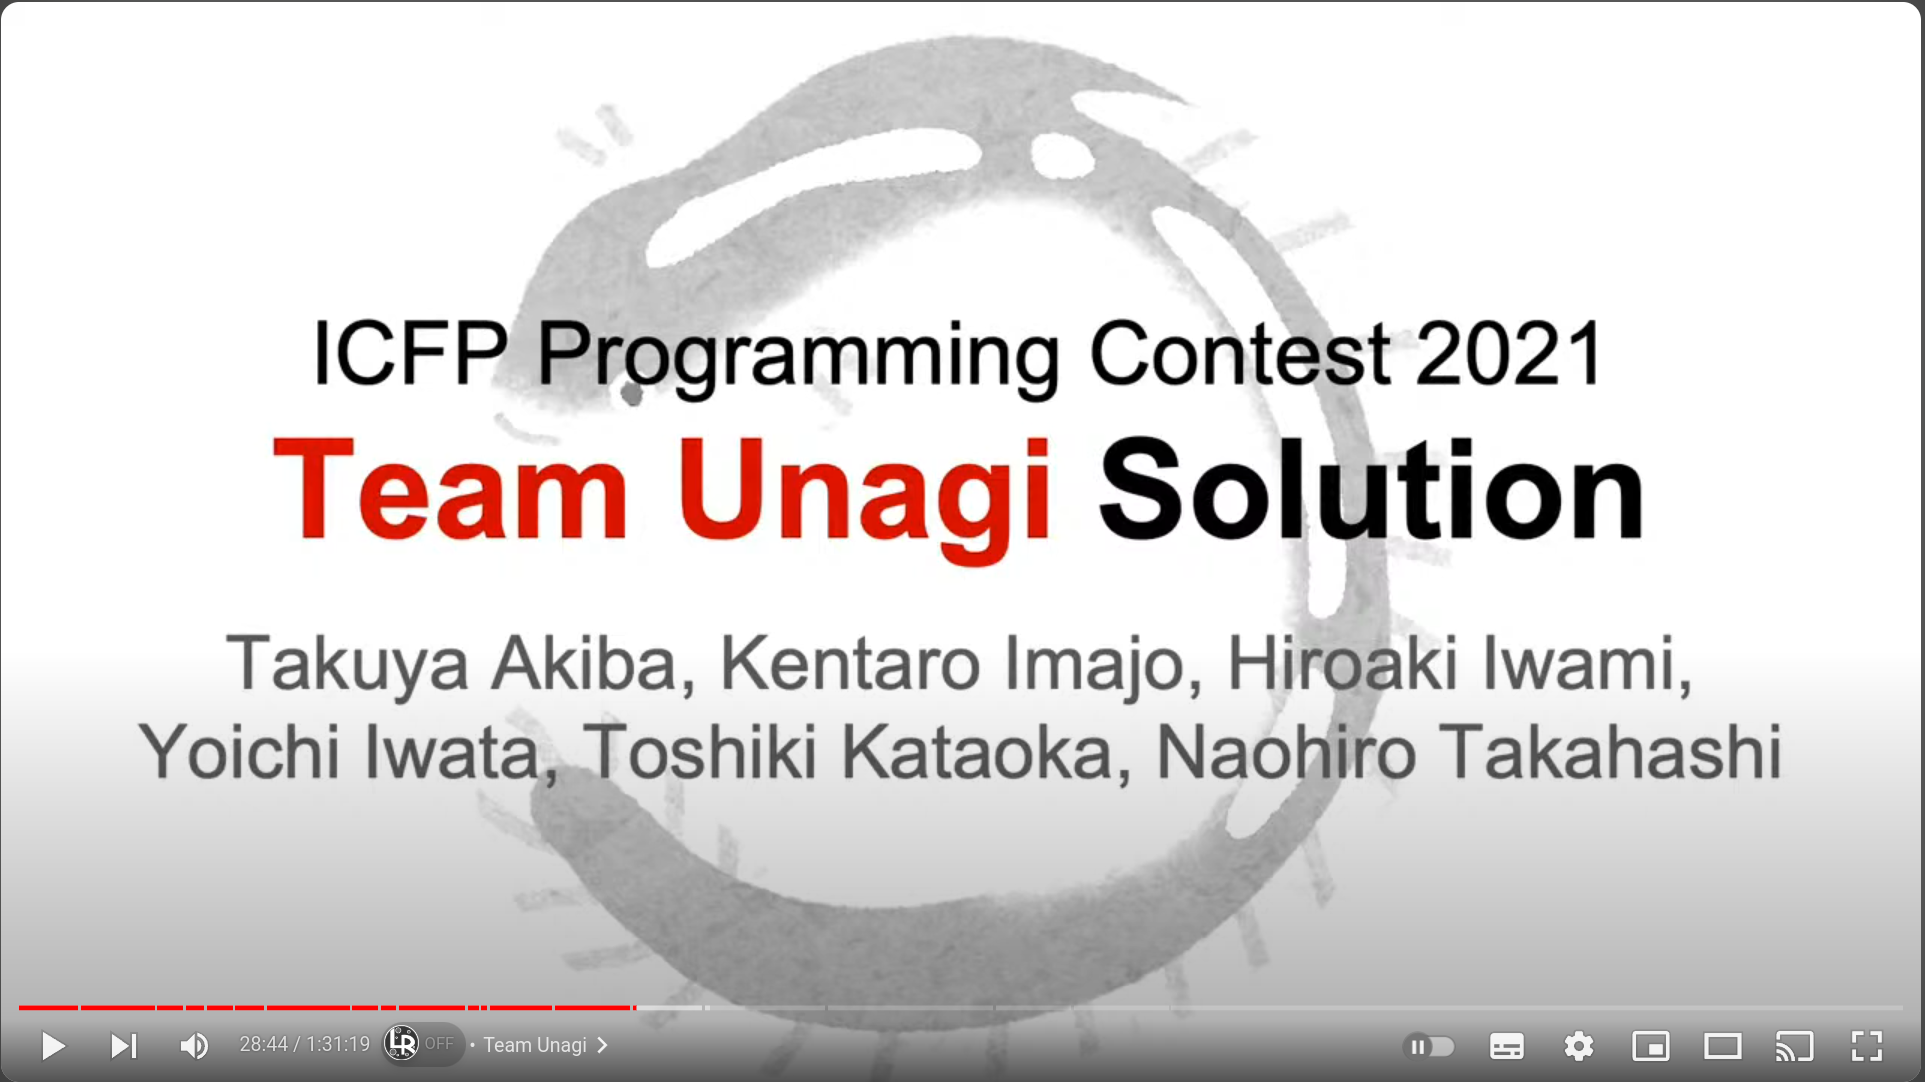 ICFP Programming Contest 2021
Team Unagi Solution
Takuya Akiba, Kentaro Imajo, Hiroaki Iwami,
Yoichi Iwata, Toshiki Kataoka, Naohiro Takahashi
28:44 / 1:31:19 LR OFF • Team Unagi